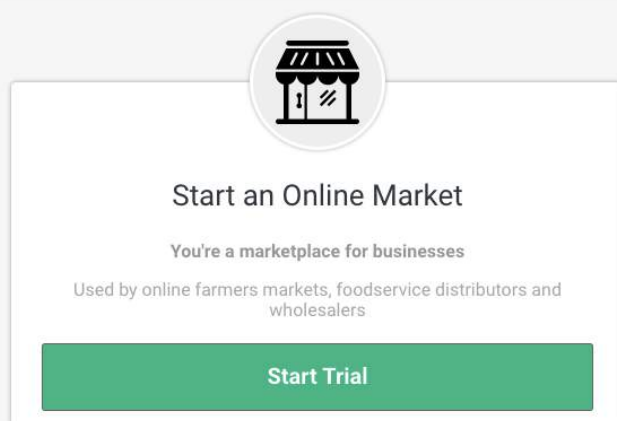 Start an Online Market
You're a marketplace for businesses
Used by online farmers markets, foodservice distributors and
wholesalers
Start Trial